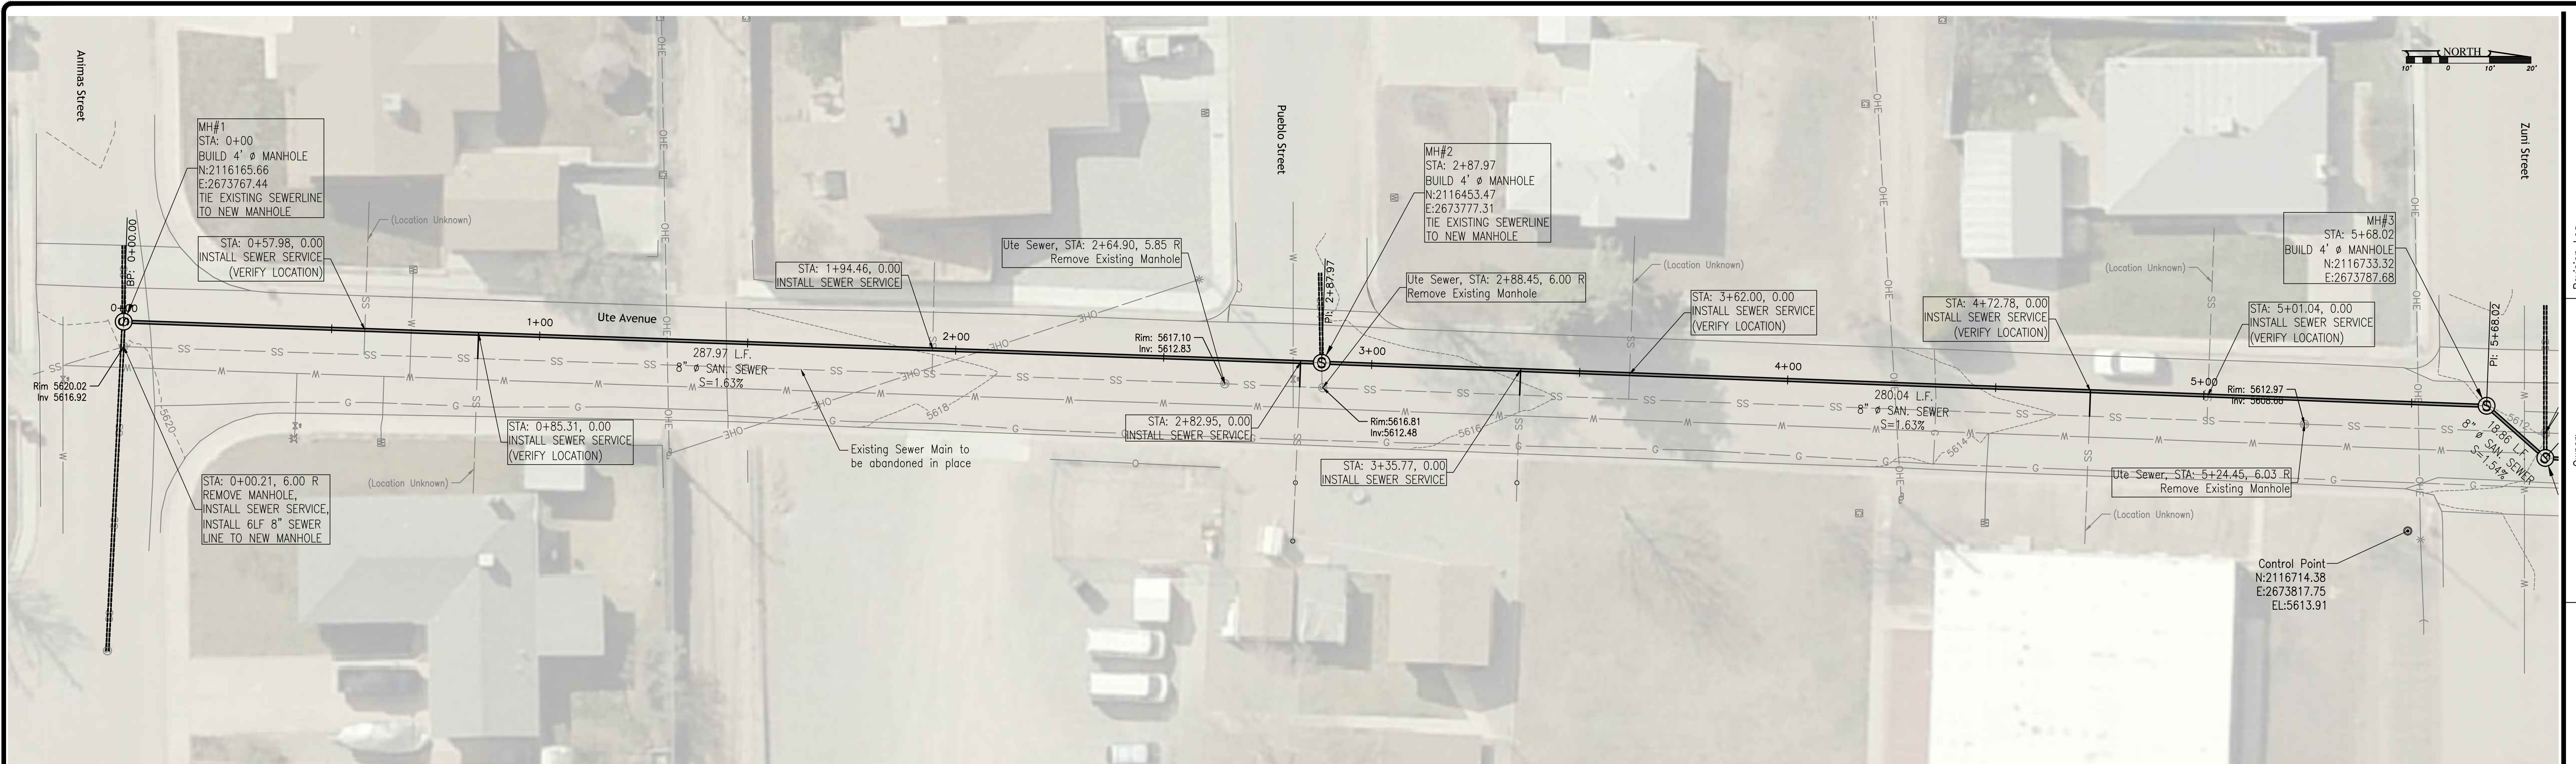 Animas Street
Pueblo Street
Zuni Street
NORTH
10' 0 10' 20'
MH#1
STA: 0+00
BUILD 4' ø MANHOLE
N:2116165.66
E:2673767.44
TIE EXISTING SEWERLINE
TO NEW MANHOLE
BP: 0+00.00
0+00
STA: 0+57.98, 0.00
INSTALL SEWER SERVICE
(VERIFY LOCATION)
(Location Unknown)
Rim 5620.02
Inv 5616.92
STA: 0+00.21, 6.00 R
REMOVE MANHOLE,
INSTALL SEWER SERVICE,
INSTALL 6LF 8" SEWER
LINE TO NEW MANHOLE
5620
(Location Unknown)
STA: 0+85.31, 0.00
INSTALL SEWER SERVICE
(VERIFY LOCATION)
1+00
Ute Avenue
287.97 L.F.
8" ø SAN. SEWER
S=1.63%
STA: 1+94.46, 0.00
INSTALL SEWER SERVICE
2+00
Existing Sewer Main to
be abandoned in place
5618
Ute Sewer, STA: 2+64.90, 5.85 R
Remove Existing Manhole
Rim: 5617.10
Inv: 5612.83
STA: 2+82.95, 0.00
INSTALL SEWER SERVICE
MH#2
STA: 2+87.97
BUILD 4' ø MANHOLE
N:2116453.47
E:2673777.31
TIE EXISTING SEWERLINE
TO NEW MANHOLE
PI: 2+87.97
Ute Sewer, STA: 2+88.45, 6.00 R
Remove Existing Manhole
3+00
Rim:5616.81
Inv:5612.48
5616
STA: 3+35.77, 0.00
INSTALL SEWER SERVICE
(Location Unknown)
STA: 3+62.00, 0.00
INSTALL SEWER SERVICE
(VERIFY LOCATION)
4+00
280.04 L.F.
8" ø SAN. SEWER
S=1.63%
5614
STA: 4+72.78, 0.00
INSTALL SEWER SERVICE
(VERIFY LOCATION)
(Location Unknown)
(Location Unknown)
STA: 5+01.04, 0.00
INSTALL SEWER SERVICE
(VERIFY LOCATION)
5+00
Rim: 5612.97
Inv:
Ute Sewer, STA: 5+24.45, 6.03 R
Remove Existing Manhole
MH#3
STA: 5+68.02
BUILD 4' ø MANHOLE
N:2116733.32
E:2673787.68
PI: 5+68.02
5612
18.86 L.F.
8" ø SAN. SEWER
S=1.54%
Control Point
N:2116714.38
E:2673817.75
EL:5613.91
SS
W
G
OHE